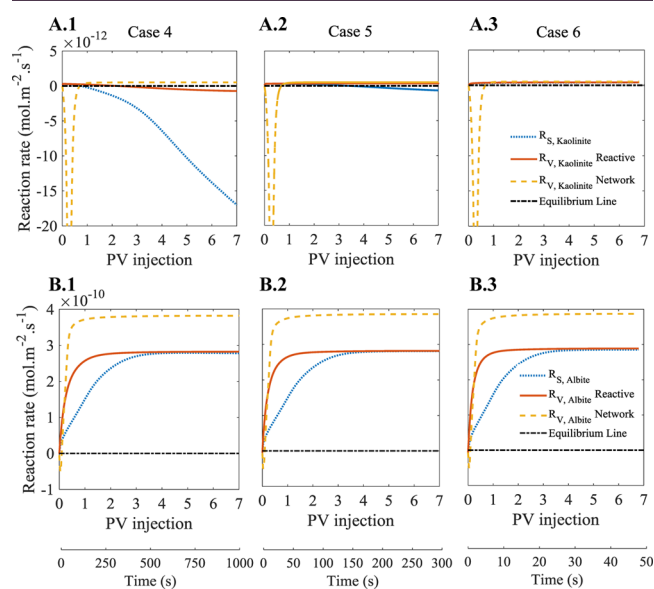 A.1 Case 4 A.2 Case 5 A.3 Case 6
×10⁻¹²
Reaction rate (mol.m⁻².s⁻¹)
5
0
-5
-10
-15
-20
R_S, Kaolinite
R_V, Kaolinite Reactive
R_V, Kaolinite Network
Equilibrium Line
0 1 2 3 4 5 6 7 0 1 2 3 4 5 6 7 0 1 2 3 4 5 6 7
PV injection PV injection PV injection
B.1 B.2 B.3
×10⁻¹⁰
Reaction rate (mol.m⁻².s⁻¹)
4
3
2
1
0
-1
R_S, Albite
R_V, Albite Reactive
R_V, Albite Network
Equilibrium Line
0 1 2 3 4 5 6 7 0 1 2 3 4 5 6 7 0 1 2 3 4 5 6 7
PV injection PV injection PV injection
0 250 500 750 1000 0 50 100 150 200 250 300 0 10 20 30 40 50
Time (s) Time (s) Time (s)